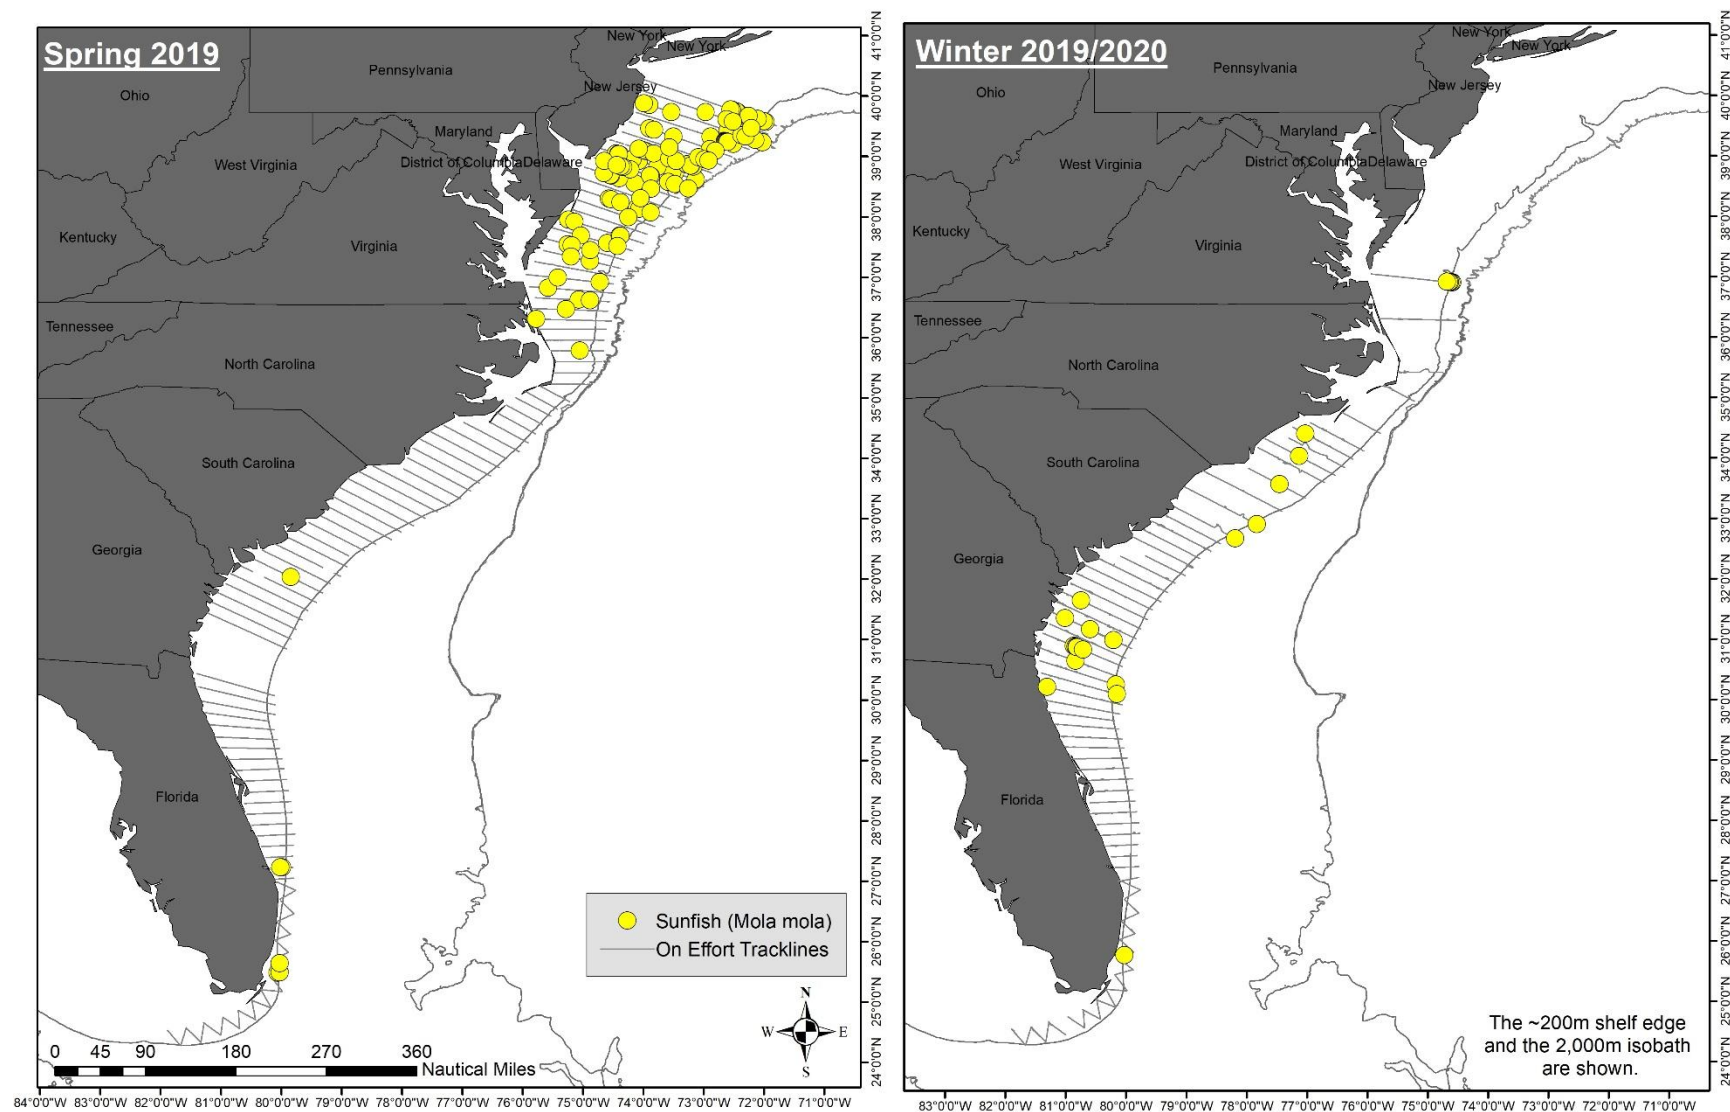 Spring 2019
New York
New York
Pennsylvania
Ohio
New Jersey
Maryland
West Virginia
District of Columbia
Delaware
Kentucky
Virginia
Tennessee
North Carolina
South Carolina
Georgia
Florida
Sunfish (Mola mola)
On Effort Tracklines
N
W
E
S
0 45 90 180 270 360
Nautical Miles
41°0'0"N
40°0'0"N
39°0'0"N
38°0'0"N
37°0'0"N
36°0'0"N
35°0'0"N
34°0'0"N
33°0'0"N
32°0'0"N
31°0'0"N
30°0'0"N
29°0'0"N
28°0'0"N
27°0'0"N
26°0'0"N
25°0'0"N
24°0'0"N
84°0'0"W 83°0'0"W 82°0'0"W 81°0'0"W 80°0'0"W 79°0'0"W 78°0'0"W 77°0'0"W 76°0'0"W 75°0'0"W 74°0'0"W 73°0'0"W 72°0'0"W 71°0'0"W
Winter 2019/2020
New York
New York
Pennsylvania
Ohio
New Jersey
Maryland
West Virginia
District of Columbia
Delaware
Kentucky
Virginia
Tennessee
North Carolina
South Carolina
Georgia
Florida
The ~200m shelf edge
and the 2,000m isobath
are shown.
41°0'0"N
40°0'0"N
39°0'0"N
38°0'0"N
37°0'0"N
36°0'0"N
35°0'0"N
34°0'0"N
33°0'0"N
32°0'0"N
31°0'0"N
30°0'0"N
29°0'0"N
28°0'0"N
27°0'0"N
26°0'0"N
25°0'0"N
24°0'0"N
83°0'0"W 82°0'0"W 81°0'0"W 80°0'0"W 79°0'0"W 78°0'0"W 77°0'0"W 76°0'0"W 75°0'0"W 74°0'0"W 73°0'0"W 72°0'0"W 71°0'0"W